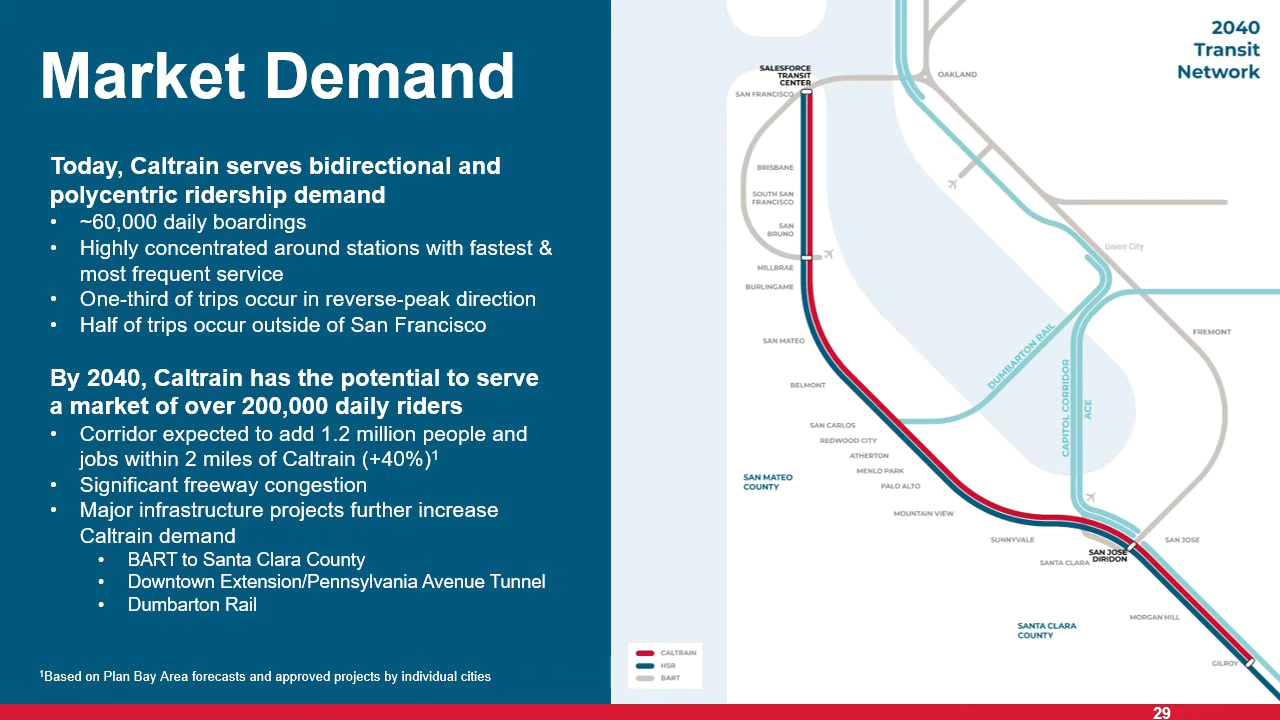 Market Demand
Today, Caltrain serves bidirectional and
polycentric ridership demand
• ~60,000 daily boardings
• Highly concentrated around stations with fastest &
most frequent service
• One-third of trips occur in reverse-peak direction
• Half of trips occur outside of San Francisco
By 2040, Caltrain has the potential to serve
a market of over 200,000 daily riders
• Corridor expected to add 1.2 million people and
jobs within 2 miles of Caltrain (+40%)¹
• Significant freeway congestion
• Major infrastructure projects further increase
Caltrain demand
• BART to Santa Clara County
• Downtown Extension/Pennsylvania Avenue Tunnel
• Dumbarton Rail
¹Based on Plan Bay Area forecasts and approved projects by individual cities
2040
Transit
Network
SALESFORCE
TRANSIT
CENTER
SAN FRANCISCO
OAKLAND
BRISBANE
SOUTH SAN
FRANCISCO
SAN
BRUNO
MILLBRAE
BURLINGAME
Union City
SAN MATEO
FREMONT
DUMBARTON RAIL
CAPITOL CORRIDOR
ACE
BELMONT
SAN CARLOS
REDWOOD CITY
ATHERTON
MENLO PARK
PALO ALTO
SAN MATEO
COUNTY
MOUNTAIN VIEW
SUNNYVALE
SAN JOSE
SANTA CLARA
SAN JOSE
DIRIDON
MORGAN HILL
SANTA CLARA
COUNTY
GILROY
CALTRAIN
HSR
BART
29